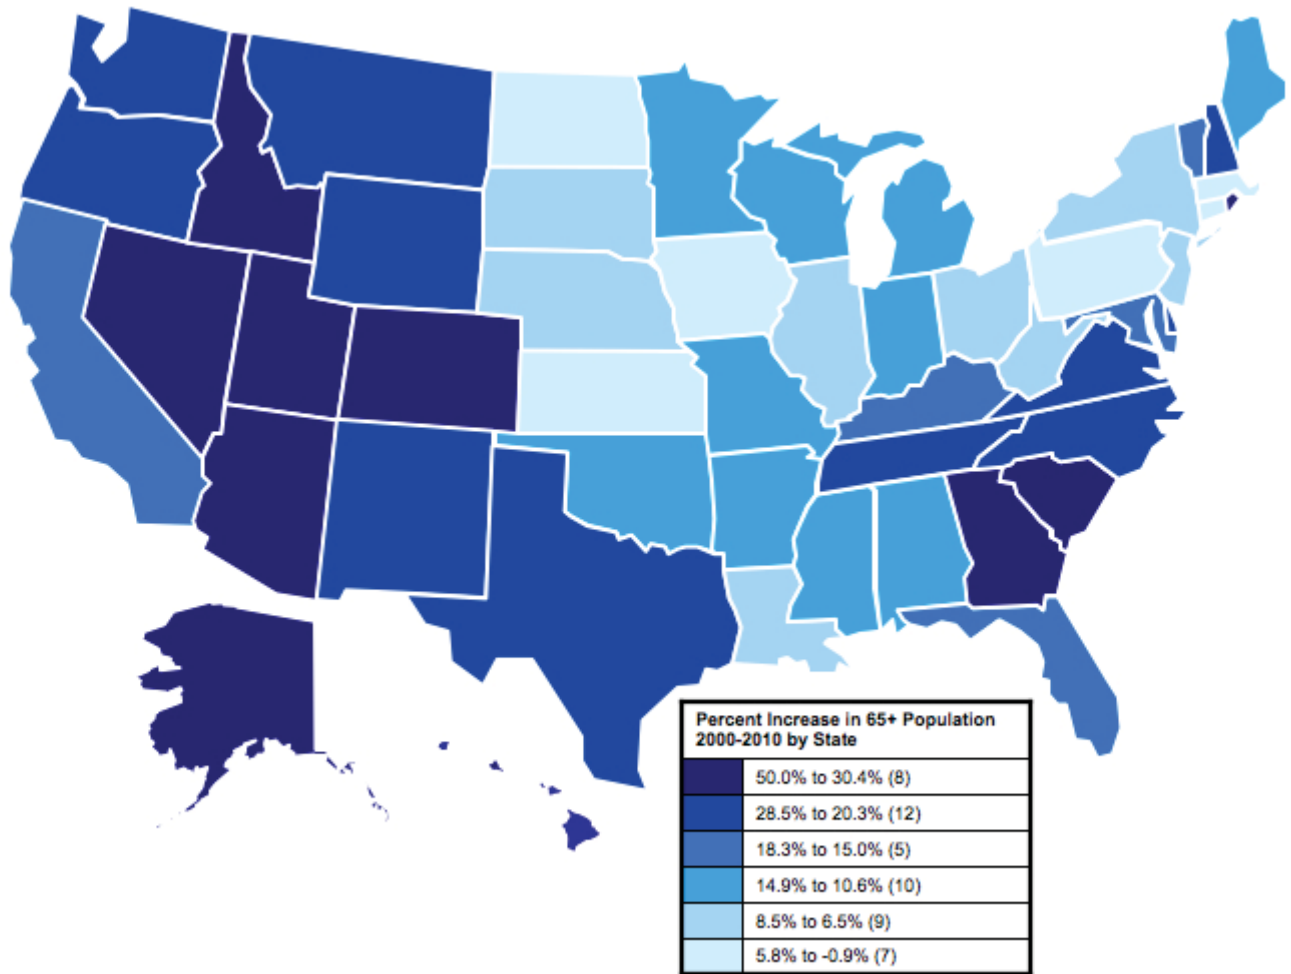 Percent Increase in 65+ Population
2000-2010 by State
50.0% to 30.4% (8)
28.5% to 20.3% (12)
18.3% to 15.0% (5)
14.9% to 10.6% (10)
8.5% to 6.5% (9)
5.8% to -0.9% (7)